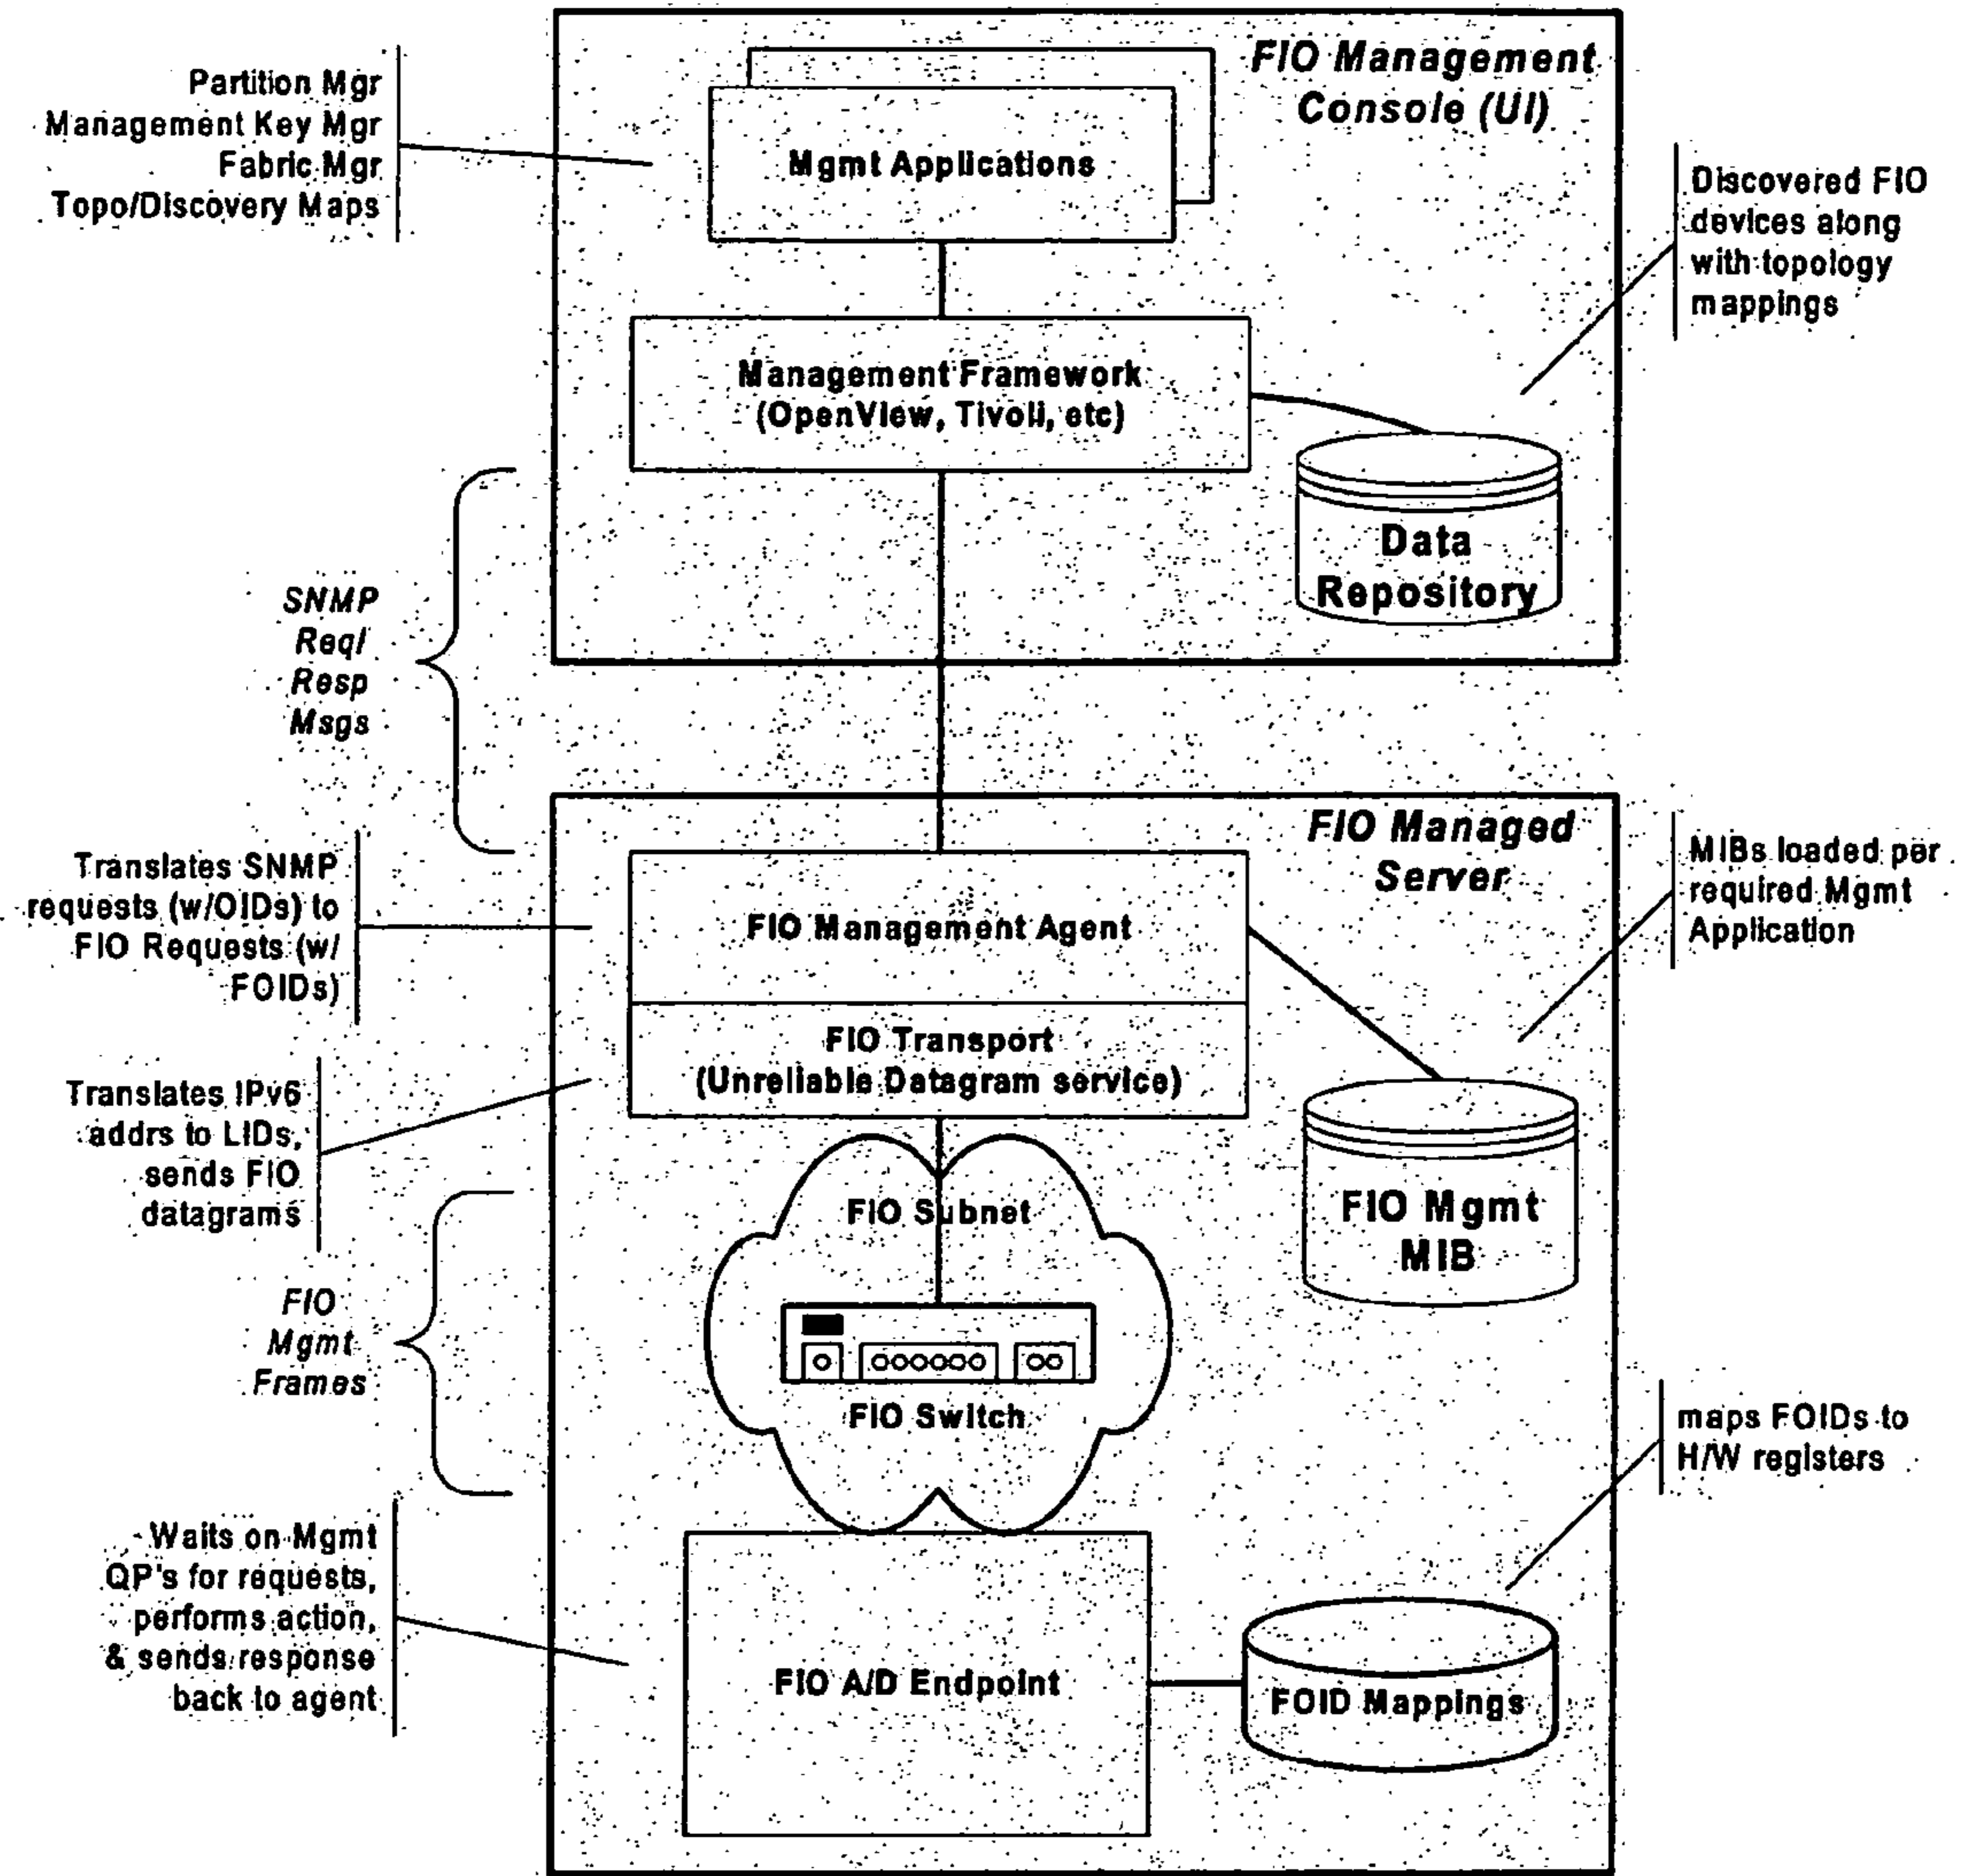 FIO Management
Console (UI)
Partition Mgr
Management Key Mgr
Fabric Mgr
Topo/Discovery Maps
Mgmt Applications
Discovered FIO
devices along
with topology
mappings
Management Framework
(OpenView, Tivoli, etc)
Data
Repository
SNMP
Req/
Resp
Msgs
FIO Managed
Server
Translates SNMP
requests (w/OIDs) to
FIO Requests (w/
FOIDs)
FIO Management Agent
MIBs loaded per
required Mgmt
Application
FIO Transport
(Unreliable Datagram service)
Translates IPv6
addrs to LIDs,
sends FIO
datagrams
FIO Subnet
FIO Mgmt
MIB
FIO
Mgmt
Frames
FIO Switch
maps FOIDs to
H/W registers
Waits on Mgmt
QP's for requests,
performs action,
& sends response
back to agent
FIO A/D Endpoint
FOID Mappings